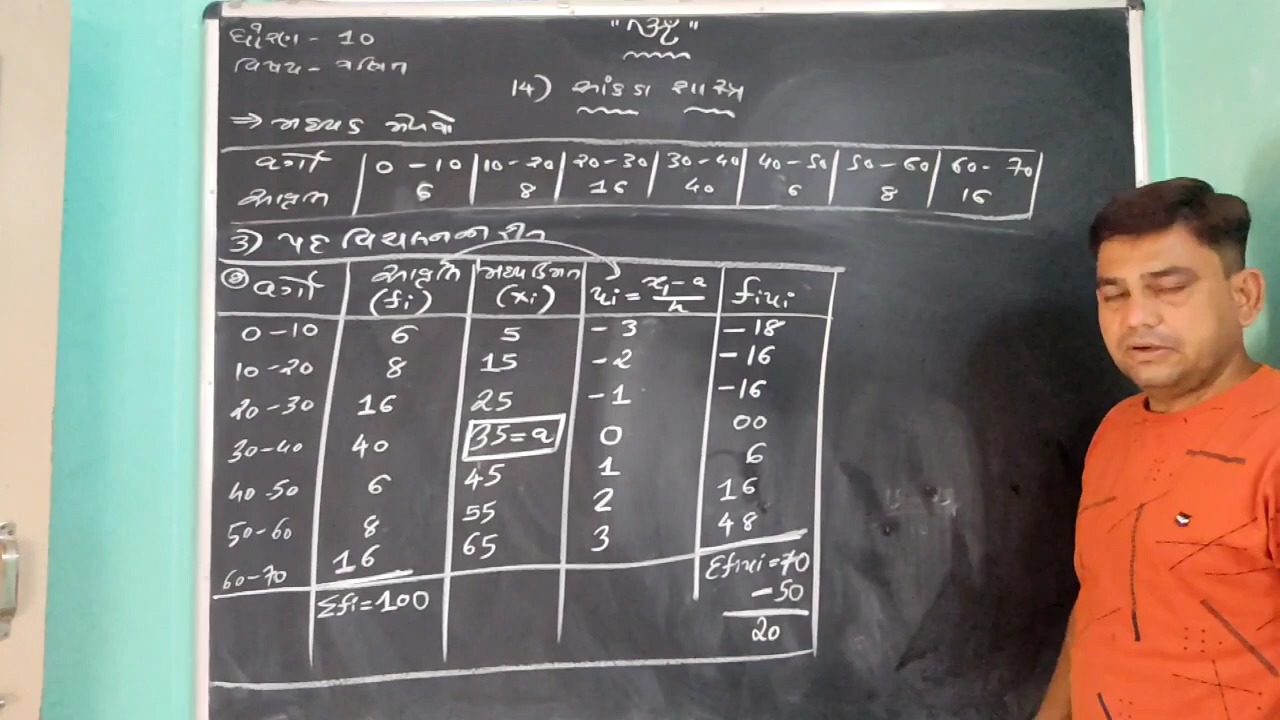 ધોરણ - 10
વિષય - ગણિત
14) આંકડાશાસ્ત્ર
⇒ મધ્યક મેળવો
વર્ગો 0-10 10-20 20-30 30-40 40-50 50-60 60-70
આવૃત્તિ 6 8 16 40 6 8 16
3) પદ વિચલનની રીત
વર્ગો આવૃત્તિ (fi) મધ્યકિંમત (xi) ui = xi-a/h fiui
0-10 6 5 -3 -18
10-20 8 15 -2 -16
20-30 16 25 -1 -16
30-40 40 35=a 0 00
40-50 6 45 1 6
50-60 8 55 2 16
60-70 16 65 3 48
Σfi=100 Σfiui=70
-50
20